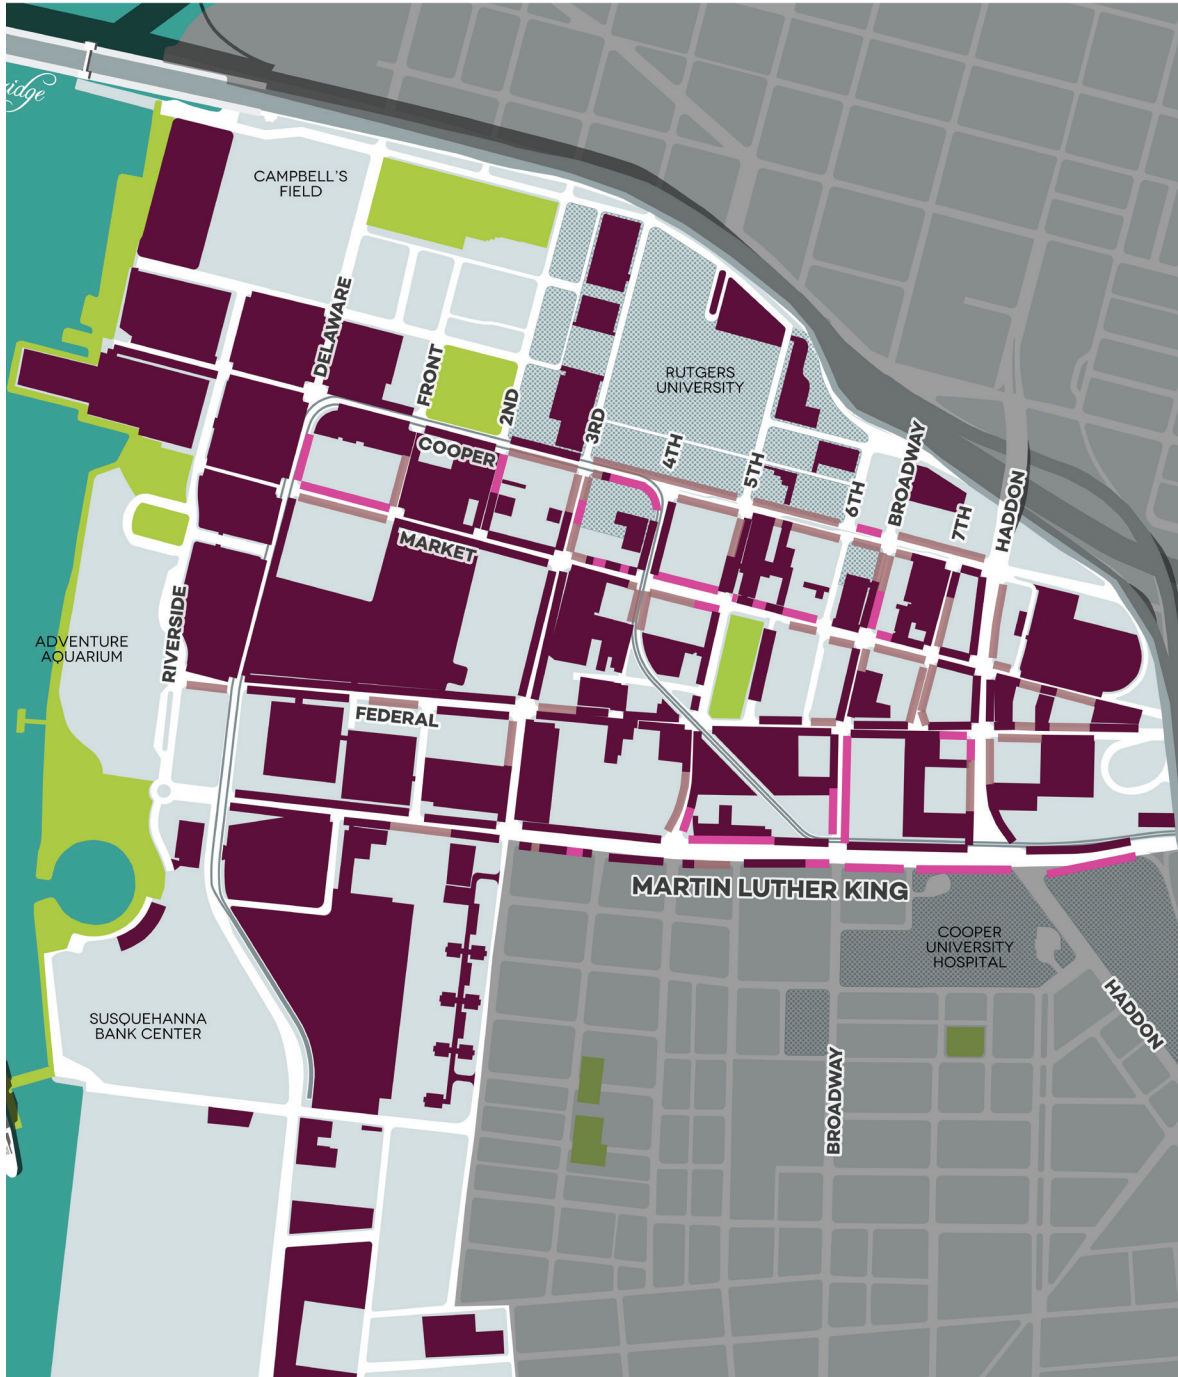 CAMPBELL'S
FIELD
DELAWARE
FRONT
2ND
RUTGERS
UNIVERSITY
3RD
4TH
5TH
6TH
BROADWAY
7TH
HADDON
COOPER
MARKET
ADVENTURE
AQUARIUM
RIVERSIDE
FEDERAL
MARTIN LUTHER KING
COOPER
UNIVERSITY
HOSPITAL
HADDON
SUSQUEHANNA
BANK CENTER
BROADWAY